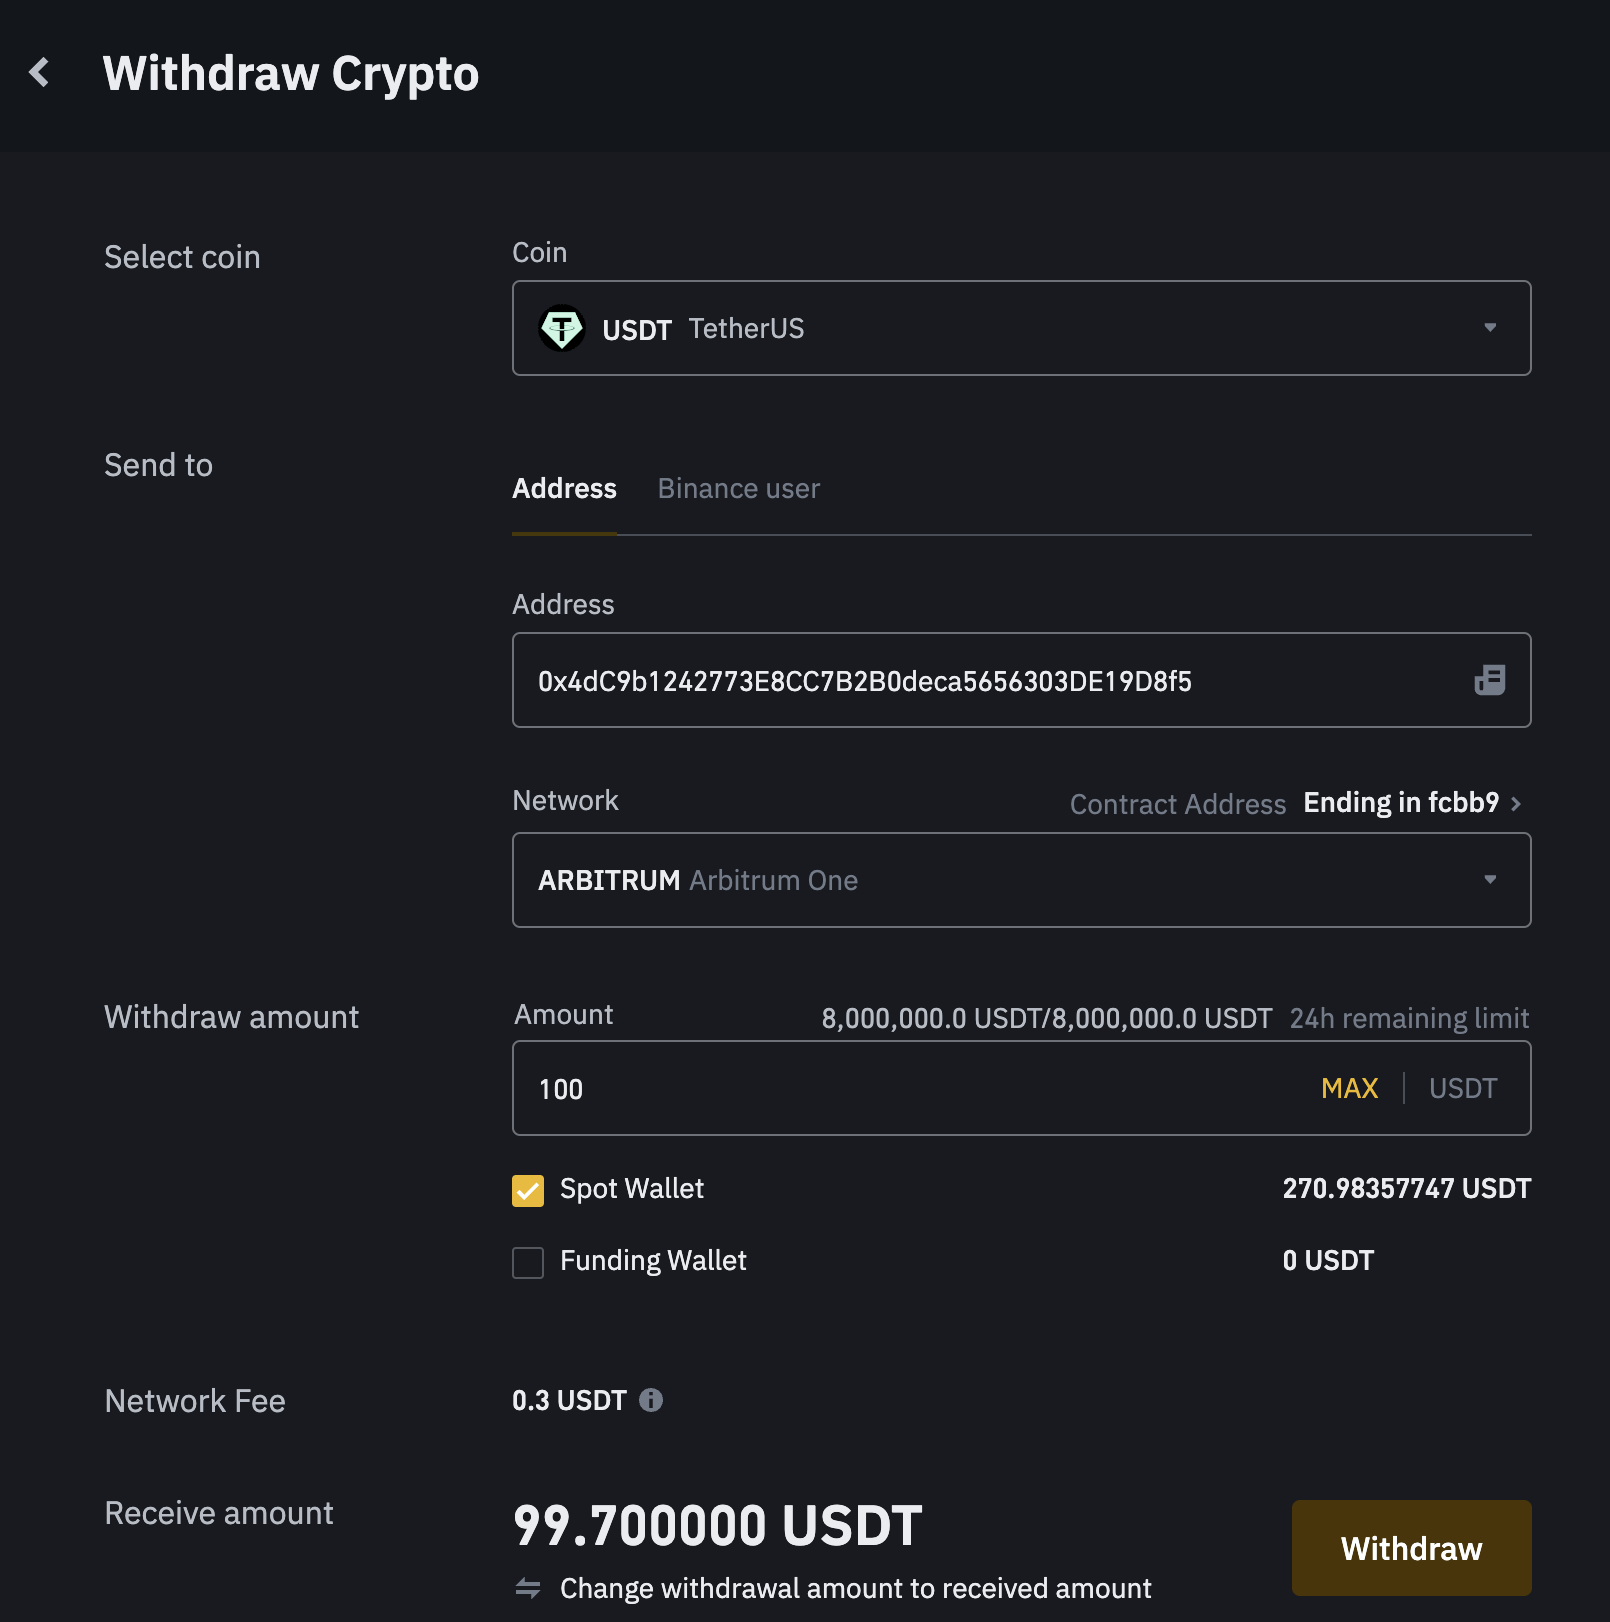 Withdraw Crypto
Select coin
Coin
USDT TetherUS
Send to
Address Binance user
Address
0x4dC9b1242773E8CC7B2B0deca5656303DE19D8f5
Network Contract Address Ending in fcbb9
ARBITRUM Arbitrum One
Withdraw amount
Amount 8,000,000.0 USDT/8,000,000.0 USDT 24h remaining limit
100 MAX USDT
Spot Wallet 270.98357747 USDT
Funding Wallet 0 USDT
Network Fee 0.3 USDT
Receive amount 99.700000 USDT
Withdraw
Change withdrawal amount to received amount